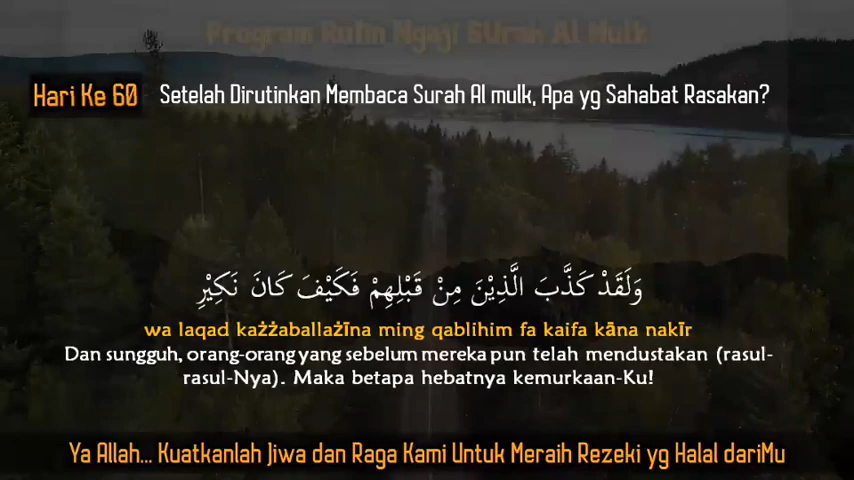 Program Rutin Ngaji SUrah Al Mulk
Hari Ke 60
Setelah Dirutinkan Membaca Surah Al mulk, Apa yg Sahabat Rasakan?
وَلَقَدْ كَذَّبَ الَّذِيْنَ مِنْ قَبْلِهِمْ فَكَيْفَ كَانَ نَكِيْرِ
wa laqad każżaballażīna ming qablihim fa kaifa kāna nakīr
Dan sungguh, orang-orang yang sebelum mereka pun telah mendustakan (rasul-
rasul-Nya). Maka betapa hebatnya kemurkaan-Ku!
Ya Allah... Kuatkanlah Jiwa dan Raga Kami Untuk Meraih Rezeki yg Halal dariMu